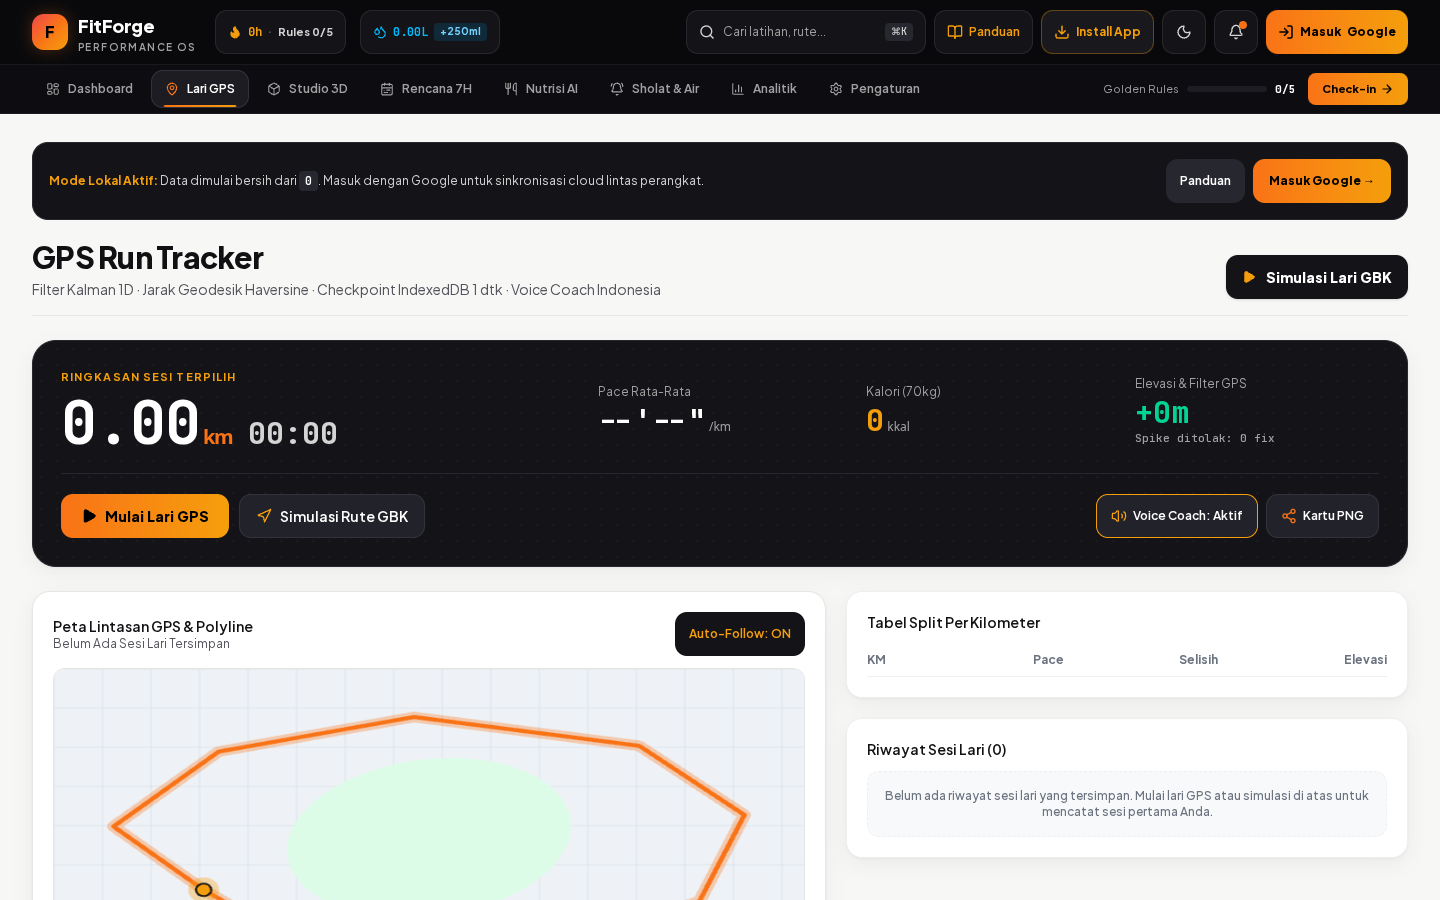 F
FitForge
PERFORMANCE OS
0h · Rules 0/5
0.00L +250ml
Cari latihan, rute...
⌘K
Panduan
Install App
Masuk Google
Dashboard
Lari GPS
Studio 3D
Rencana 7H
Nutrisi AI
Sholat & Air
Analitik
Pengaturan
Golden Rules
0/5
Check-in →
Mode Lokal Aktif: Data dimulai bersih dari 0. Masuk dengan Google untuk sinkronisasi cloud lintas perangkat.
Panduan
Masuk Google →
GPS Run Tracker
Filter Kalman 1D · Jarak Geodesik Haversine · Checkpoint IndexedDB 1 dtk · Voice Coach Indonesia
Simulasi Lari GBK
RINGKASAN SESI TERPILIH
0.00 km 00:00
Pace Rata-Rata
--'--" /km
Kalori (70kg)
0 kkal
Elevasi & Filter GPS
+0m
Spike ditolak: 0 fix
Mulai Lari GPS
Simulasi Rute GBK
Voice Coach: Aktif
Kartu PNG
Peta Lintasan GPS & Polyline
Belum Ada Sesi Lari Tersimpan
Auto-Follow: ON
Tabel Split Per Kilometer
KM Pace Selisih Elevasi
Riwayat Sesi Lari (0)
Belum ada riwayat sesi lari yang tersimpan. Mulai lari GPS atau simulasi di atas untuk
mencatat sesi pertama Anda.